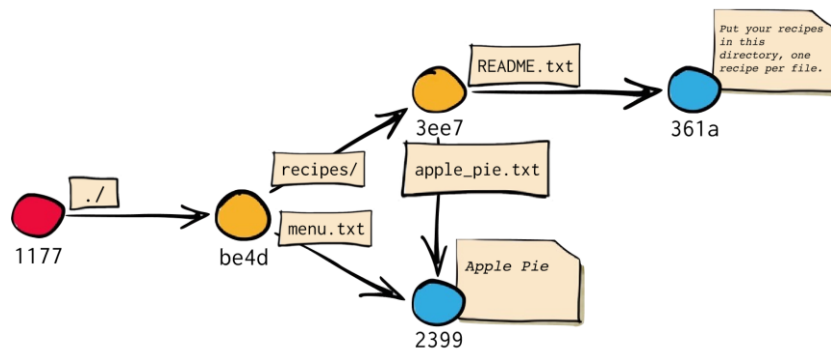 Put your recipes
in this
directory, one
recipe per file.
README.txt
3ee7
361a
recipes/
apple_pie.txt
./
menu.txt
1177
be4d
Apple Pie
2399